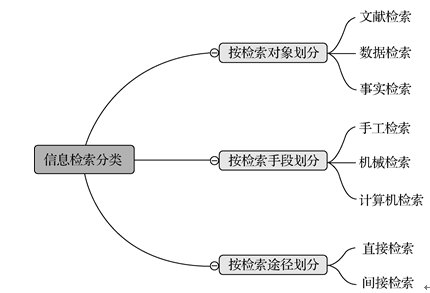 信息检索分类
按检索对象划分
文献检索
数据检索
事实检索
按检索手段划分
手工检索
机械检索
计算机检索
按检索途径划分
直接检索
间接检索